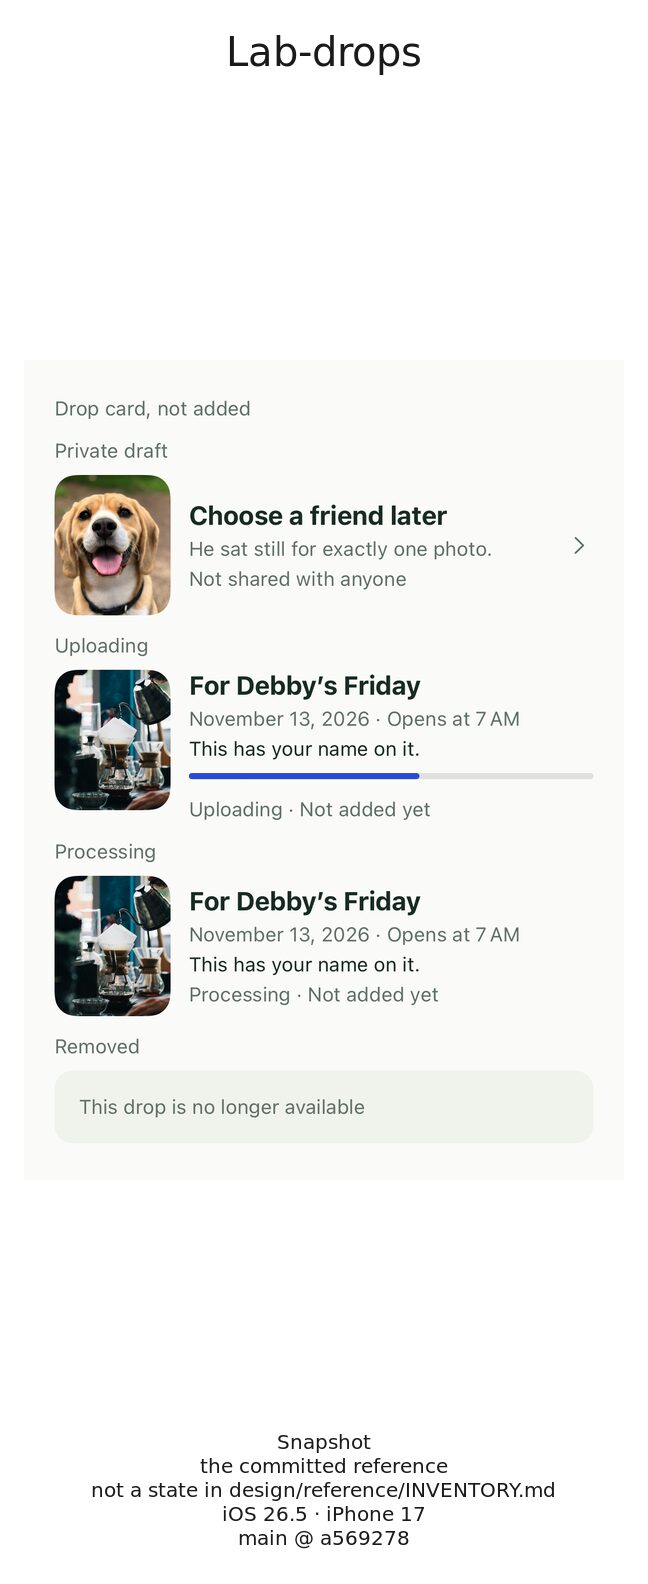 Lab-drops
Drop card, not added
Private draft
Choose a friend later
He sat still for exactly one photo.
Not shared with anyone
Uploading
For Debby’s Friday
November 13, 2026 · Opens at 7 AM
This has your name on it.
Uploading · Not added yet
Processing
For Debby’s Friday
November 13, 2026 · Opens at 7 AM
This has your name on it.
Processing · Not added yet
Removed
This drop is no longer available
Snapshot
the committed reference
not a state in design/reference/INVENTORY.md
iOS 26.5 · iPhone 17
main @ a569278